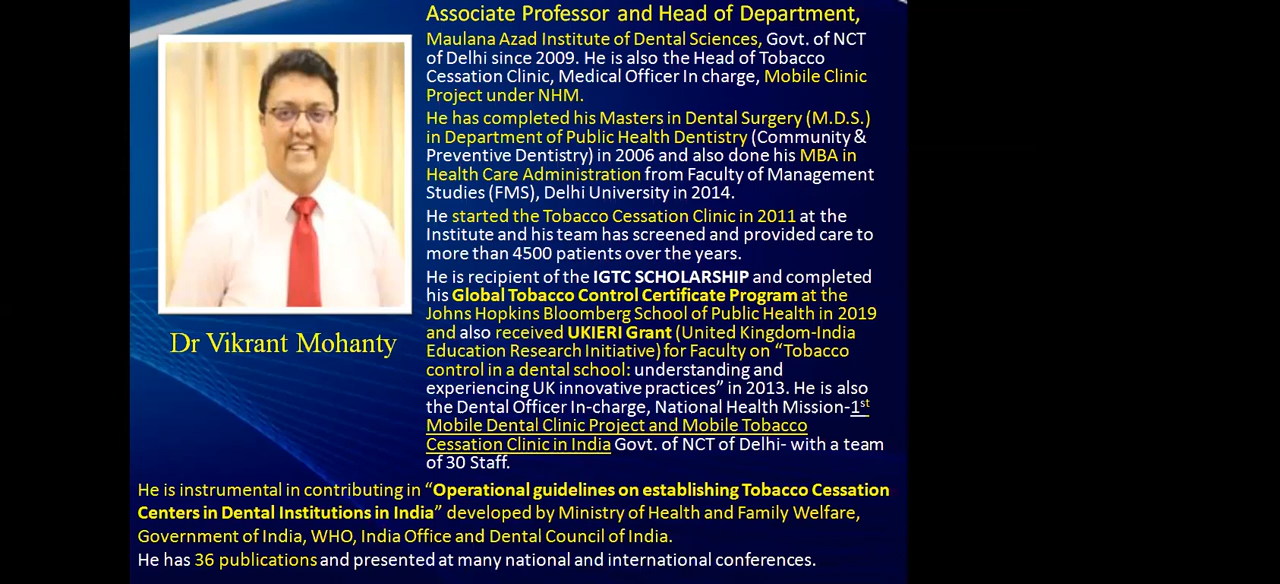 Associate Professor and Head of Department,
Maulana Azad Institute of Dental Sciences, Govt. of NCT
of Delhi since 2009. He is also the Head of Tobacco
Cessation Clinic, Medical Officer In charge, Mobile Clinic
Project under NHM.
He has completed his Masters in Dental Surgery (M.D.S.)
in Department of Public Health Dentistry (Community &
Preventive Dentistry) in 2006 and also done his MBA in
Health Care Administration from Faculty of Management
Studies (FMS), Delhi University in 2014.
He started the Tobacco Cessation Clinic in 2011 at the
Institute and his team has screened and provided care to
more than 4500 patients over the years.
He is recipient of the IGTC SCHOLARSHIP and completed
his Global Tobacco Control Certificate Program at the
Johns Hopkins Bloomberg School of Public Health in 2019
and also received UKIERI Grant (United Kingdom-India
Education Research Initiative) for Faculty on “Tobacco
control in a dental school: understanding and
experiencing UK innovative practices” in 2013. He is also
the Dental Officer In-charge, National Health Mission-1st
Mobile Dental Clinic Project and Mobile Tobacco
Cessation Clinic in India Govt. of NCT of Delhi- with a team
of 30 Staff.
Dr Vikrant Mohanty
He is instrumental in contributing in “Operational guidelines on establishing Tobacco Cessation
Centers in Dental Institutions in India” developed by Ministry of Health and Family Welfare,
Government of India, WHO, India Office and Dental Council of India.
He has 36 publications and presented at many national and international conferences.